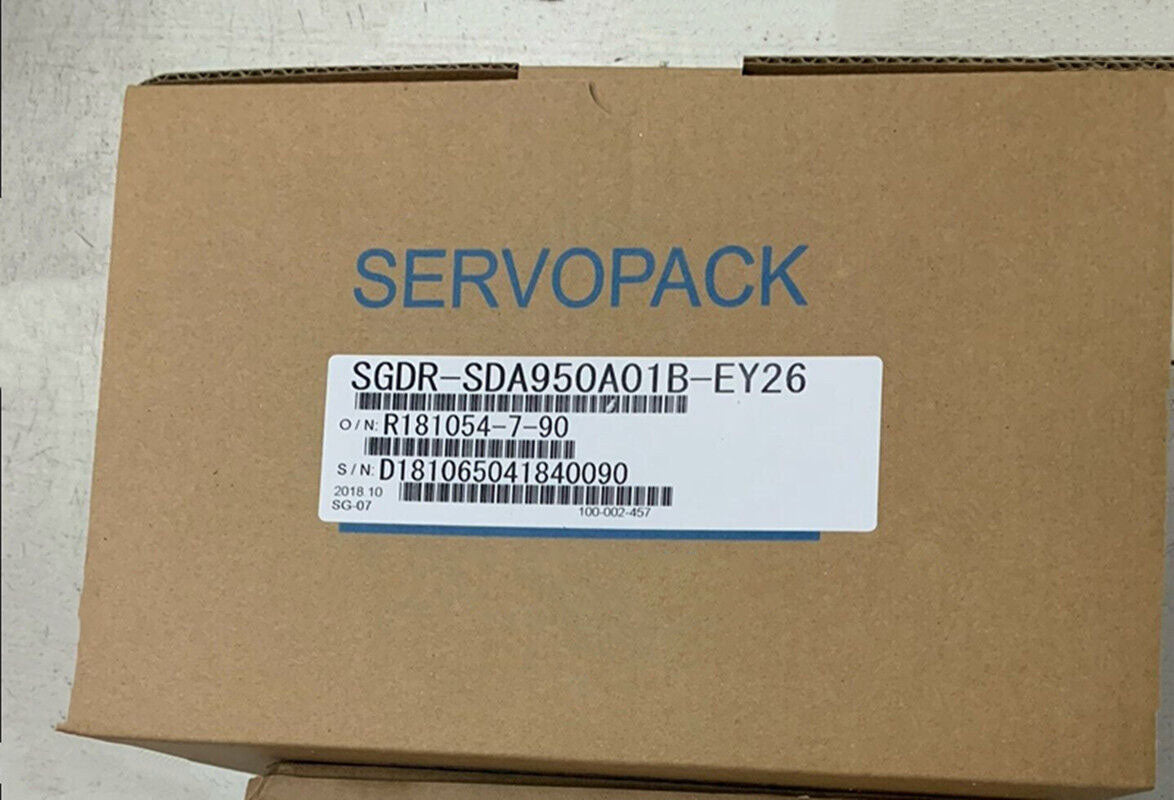 SERVOPACK
SGDR-SDA950A01B-EY26
O/N: R181054-7-90
S/N: D181065041840090
2018.10
SG-07
100-002-457